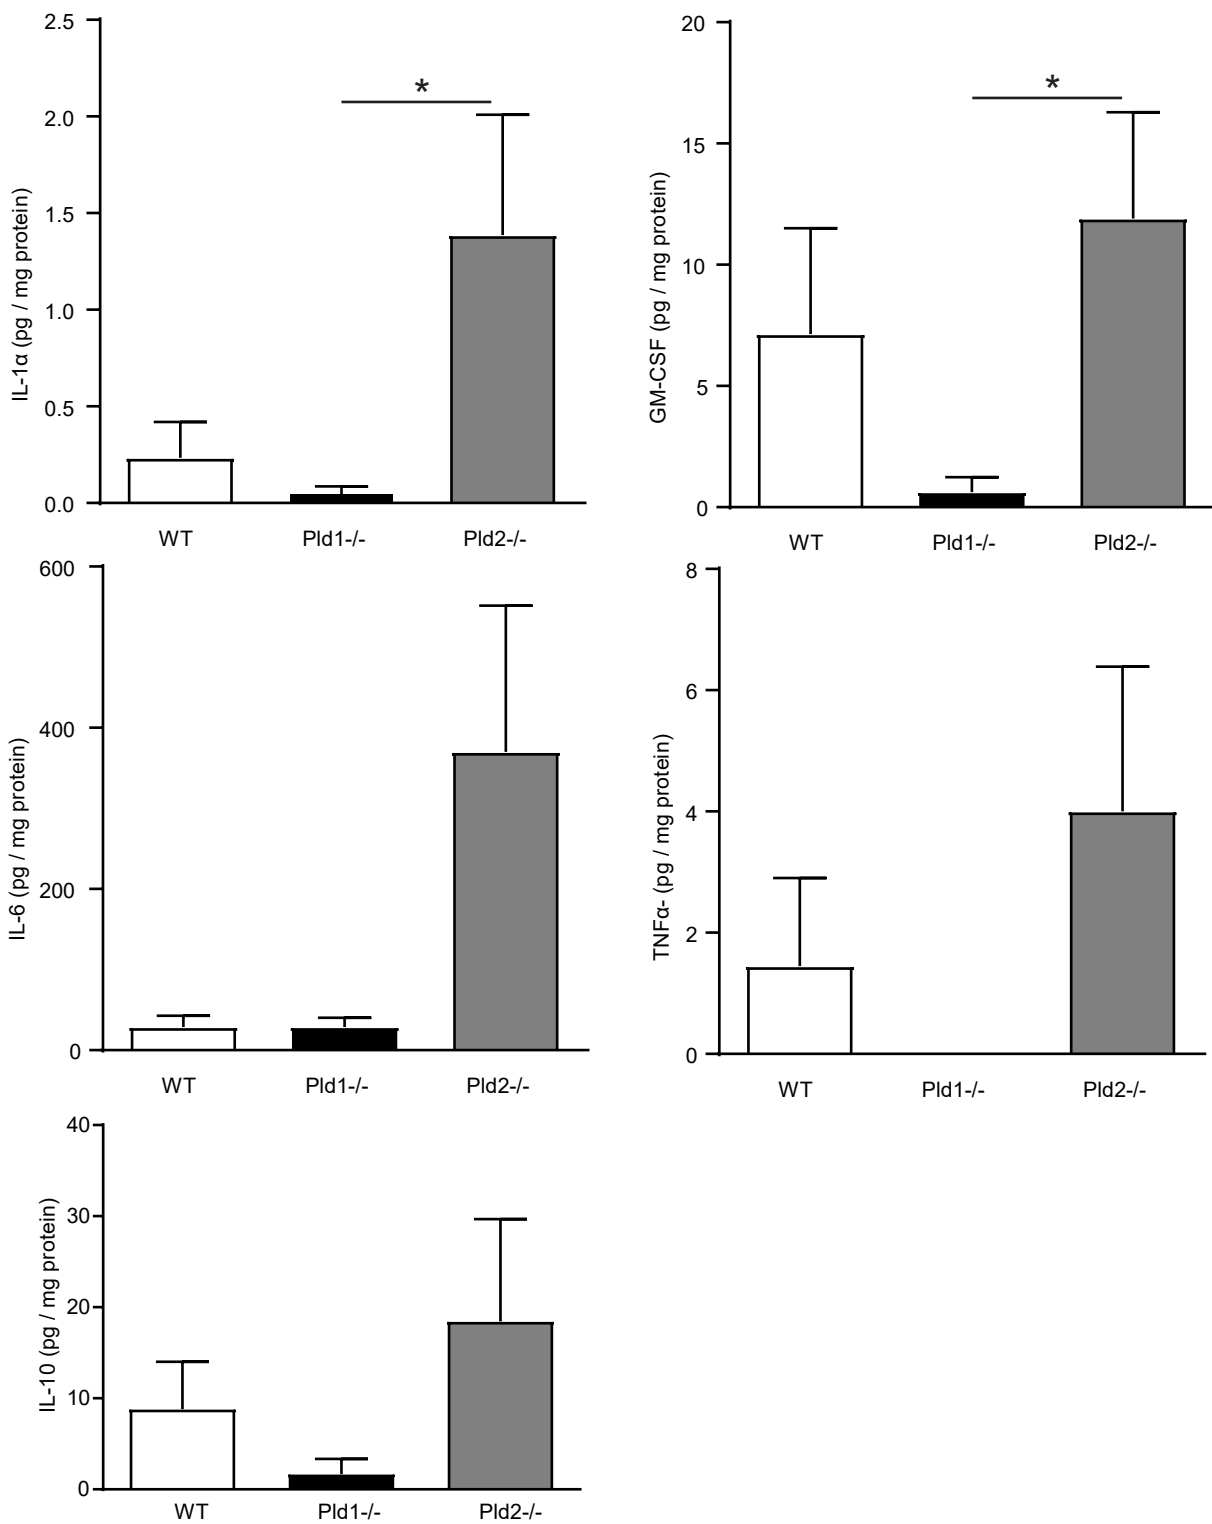 2.5
2.0
1.5
1.0
0.5
0.0
IL-1α (pg / mg protein)
*
WT Pld1-/- Pld2-/-
20
15
10
5
0
GM-CSF (pg / mg protein)
*
WT Pld1-/- Pld2-/-
600
400
200
0
IL-6 (pg / mg protein)
WT Pld1-/- Pld2-/-
8
6
4
2
0
TNFα- (pg / mg protein)
WT Pld1-/- Pld2-/-
40
30
20
10
0
IL-10 (pg / mg protein)
WT Pld1-/- Pld2-/-